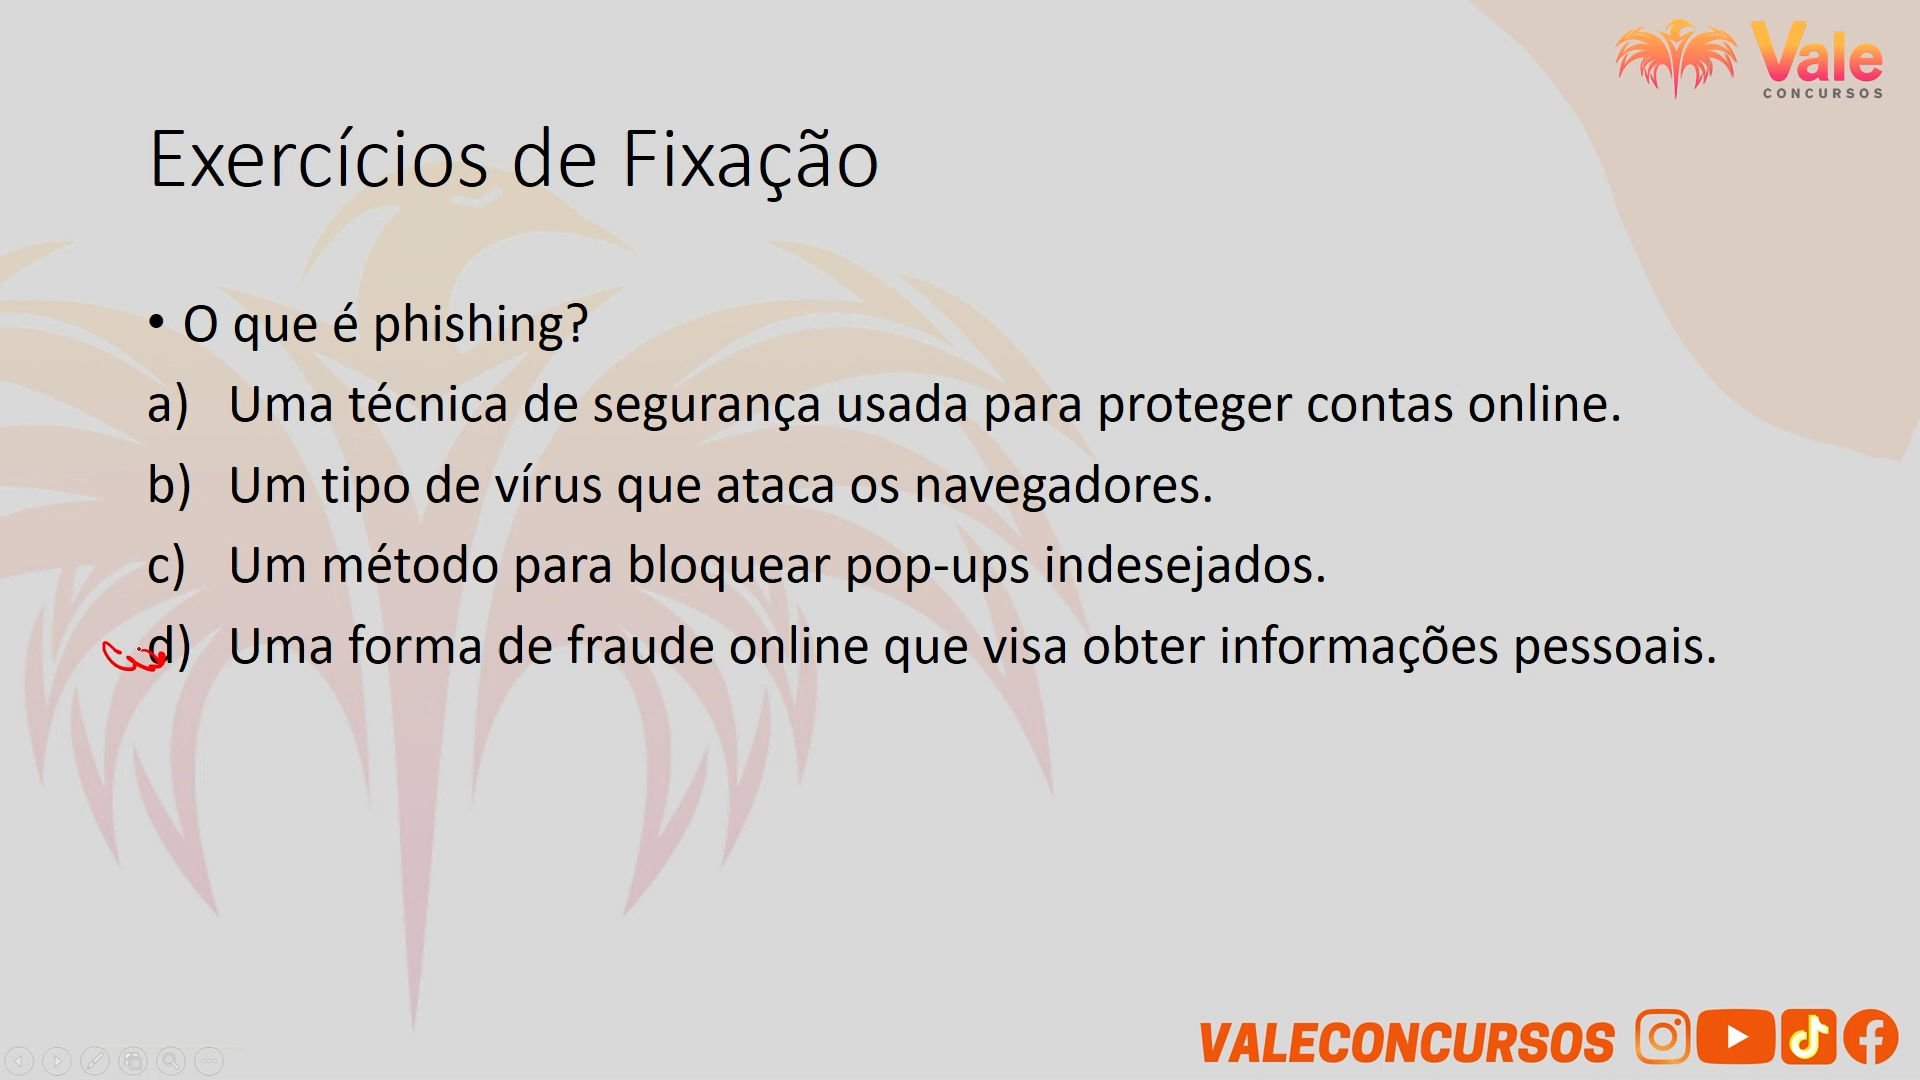 Vale
CONCURSOS
Exercícios de Fixação
• O que é phishing?
a) Uma técnica de segurança usada para proteger contas online.
b) Um tipo de vírus que ataca os navegadores.
c) Um método para bloquear pop-ups indesejados.
d) Uma forma de fraude online que visa obter informações pessoais.
VALECONCURSOS